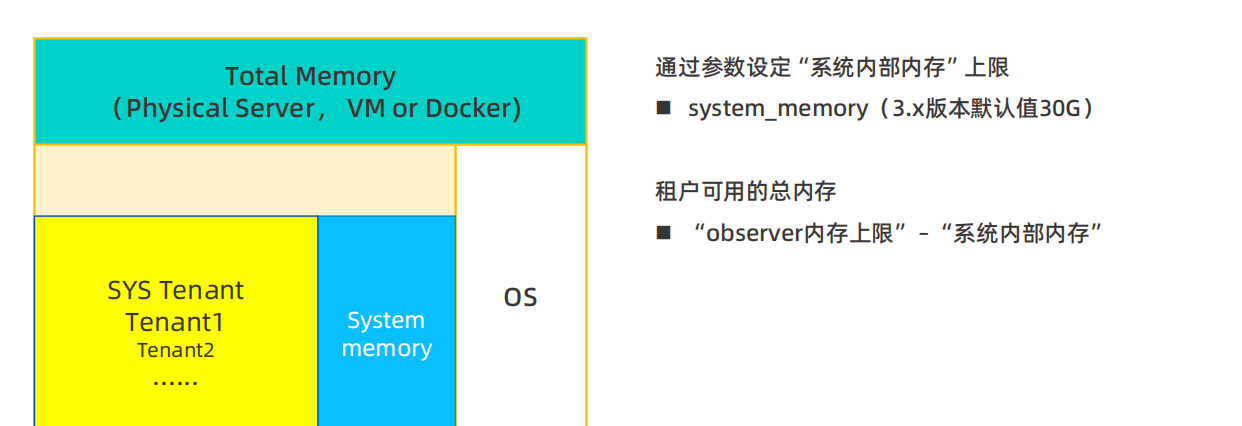 Total Memory
（Physical Server， VM or Docker)
SYS Tenant
Tenant1
Tenant2
......
System
memory
OS
通过参数设定“系统内部内存”上限
■ system_memory（3.x版本默认值30G）
租户可用的总内存
■ “observer内存上限” -“系统内部内存”